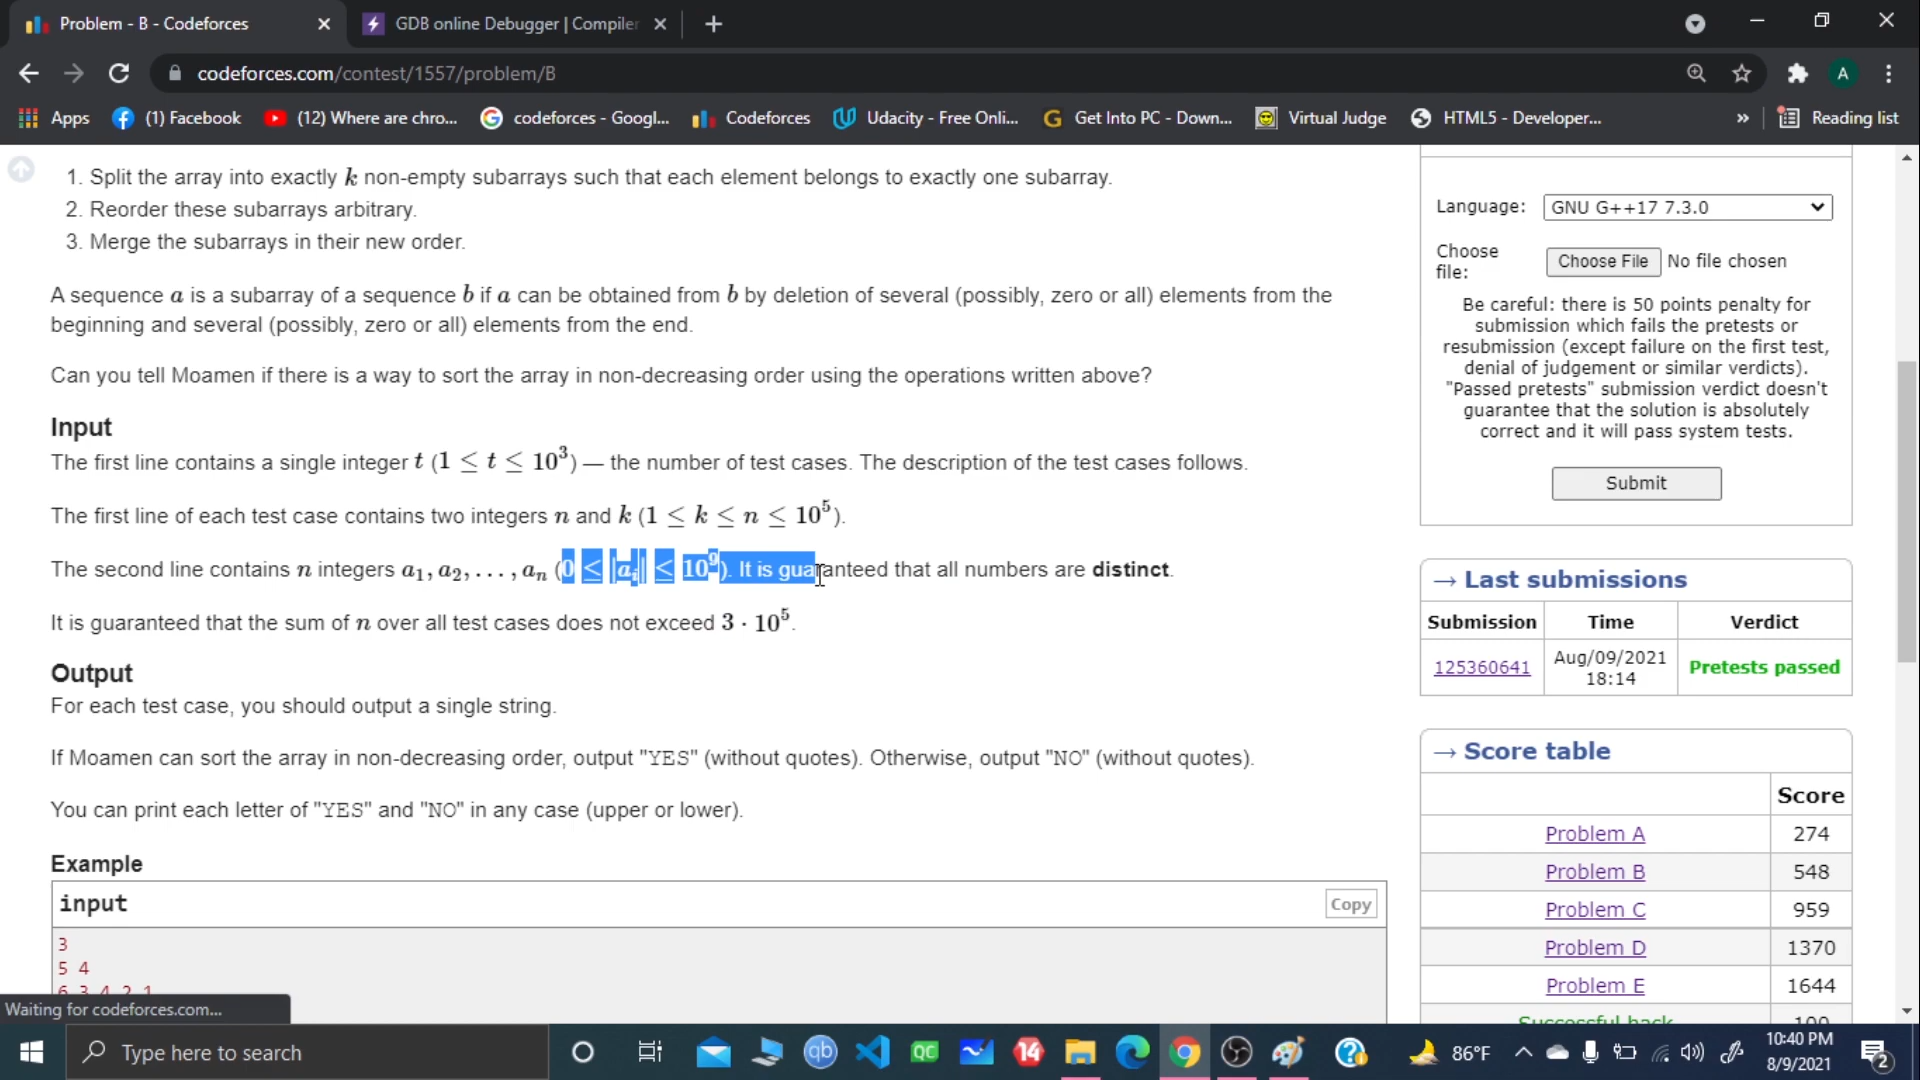 Problem - B - Codeforces
GDB online Debugger | Compiler
codeforces.com/contest/1557/problem/B
A
Apps
(1) Facebook
(12) Where are chro...
codeforces - Googl...
Codeforces
Udacity - Free Onli...
Get Into PC - Down...
Virtual Judge
HTML5 - Developer...
»
Reading list
1. Split the array into exactly k non-empty subarrays such that each element belongs to exactly one subarray.
2. Reorder these subarrays arbitrary.
3. Merge the subarrays in their new order.
A sequence a is a subarray of a sequence b if a can be obtained from b by deletion of several (possibly, zero or all) elements from the
beginning and several (possibly, zero or all) elements from the end.
Can you tell Moamen if there is a way to sort the array in non-decreasing order using the operations written above?
Input
The first line contains a single integer t (1 ≤ t ≤ 10³) — the number of test cases. The description of the test cases follows.
The first line of each test case contains two integers n and k (1 ≤ k ≤ n ≤ 10⁵).
The second line contains n integers a₁, a₂, . . . , aₙ (0 ≤ |aᵢ| ≤ 10⁹). It is guaranteed that all numbers are distinct.
It is guaranteed that the sum of n over all test cases does not exceed 3 · 10⁵.
Output
For each test case, you should output a single string.
If Moamen can sort the array in non-decreasing order, output "YES" (without quotes). Otherwise, output "NO" (without quotes).
You can print each letter of "YES" and "NO" in any case (upper or lower).
Example
input
Copy
3
5 4
6 3 4 2 1
Waiting for codeforces.com...
Language:
GNU G++17 7.3.0
Choose
file:
Choose File
No file chosen
Be careful: there is 50 points penalty for
submission which fails the pretests or
resubmission (except failure on the first test,
denial of judgement or similar verdicts).
"Passed pretests" submission verdict doesn't
guarantee that the solution is absolutely
correct and it will pass system tests.
Submit
→ Last submissions
Submission Time Verdict
125360641 Aug/09/2021 18:14 Pretests passed
→ Score table
Score
Problem A 274
Problem B 548
Problem C 959
Problem D 1370
Problem E 1644
Successful hack 100
Type here to search
qb
QC
14
86°F
10:40 PM
8/9/2021
2